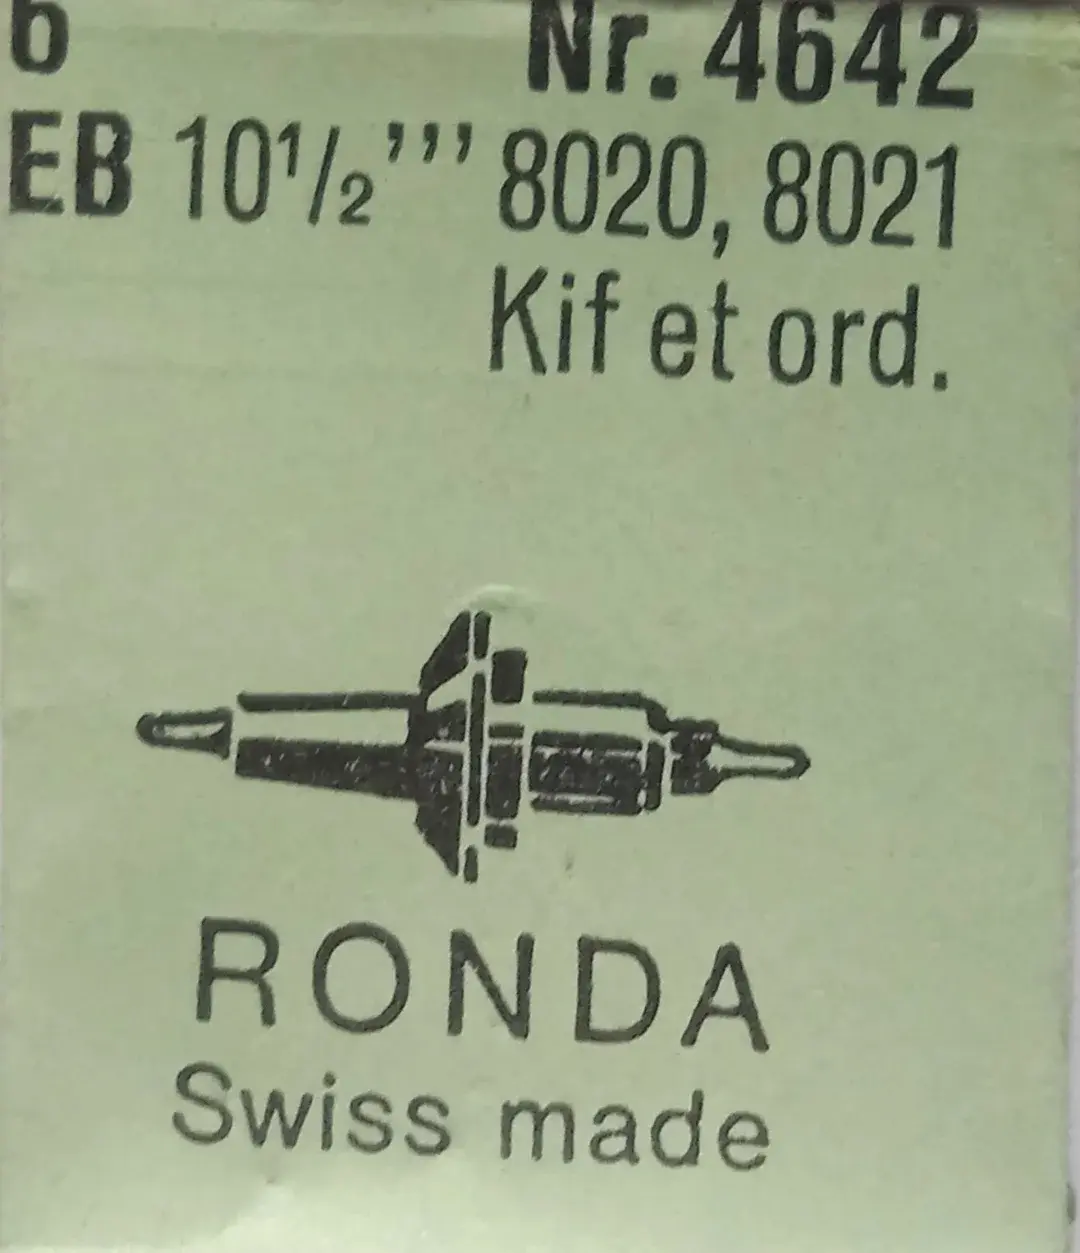 6 Nr. 4642
EB 10½''' 8020, 8021
Kif et ord.
RONDA
Swiss made